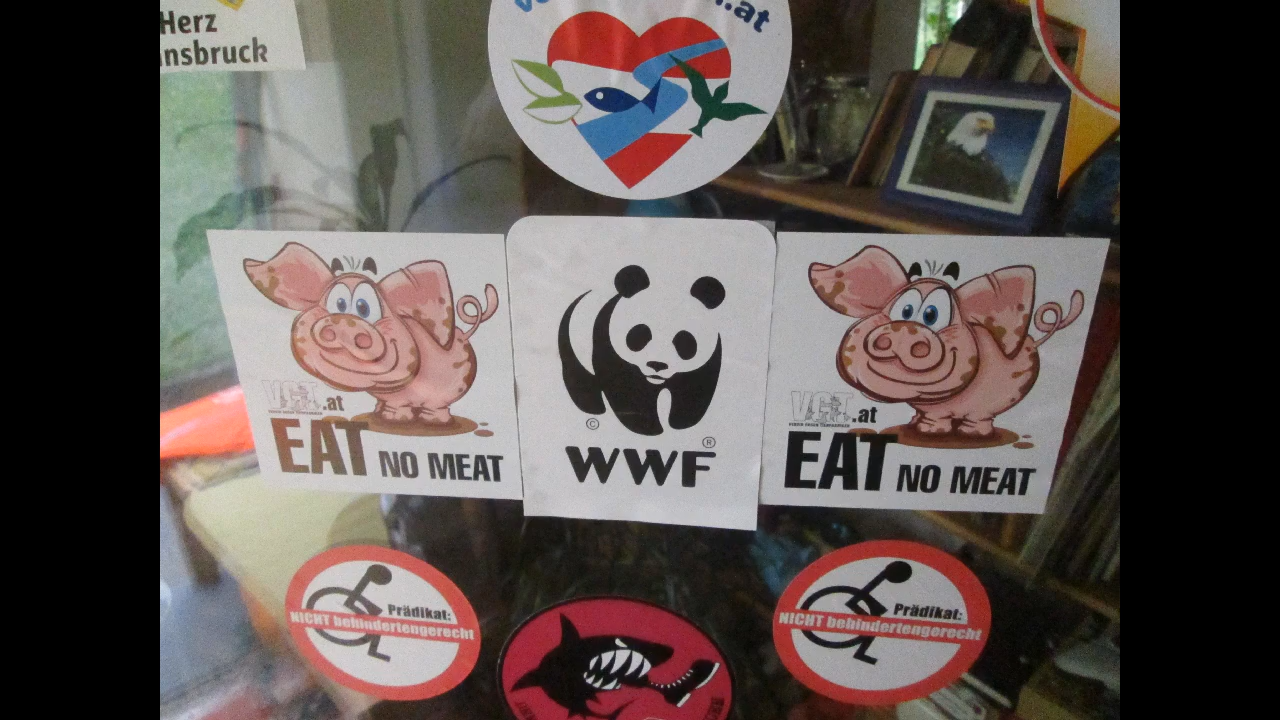 Herz
nnsbruck
.at
VGT.at
EAT NO MEAT
©
®
WWF
VGT.at
EAT NO MEAT
Prädikat:
NICHT behindertengerecht
Prädikat:
NICHT behindertengerecht